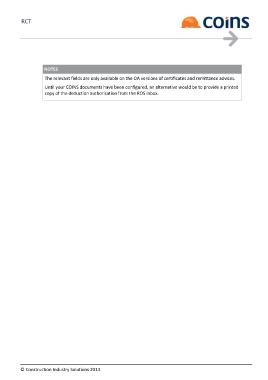 RCT
COINS
NOTES
The relevant fields are only available on the OA versions of certificates and remittance advices.
Until your COINS documents have been configured, an alternative would be to provide a printed
copy of the deduction authorisation from the ROS inbox.
© Construction Industry Solutions 2013